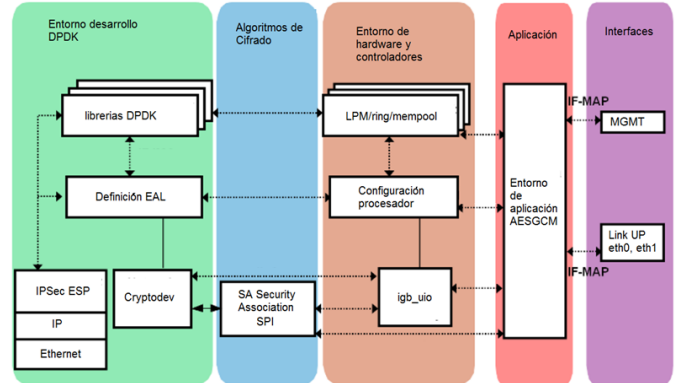 Entorno desarrollo
DPDK
Algoritmos de
Cifrado
Entorno de
hardware y
controladores
Aplicación
Interfaces
librerias DPDK
LPM/ring/mempool
IF-MAP
MGMT
Definición EAL
Configuración
procesador
Entorno
de
aplicación
AESGCM
Link UP
eth0, eth1
IF-MAP
IPSec ESP
IP
Ethernet
Cryptodev
SA Security
Association
SPI
igb_uio